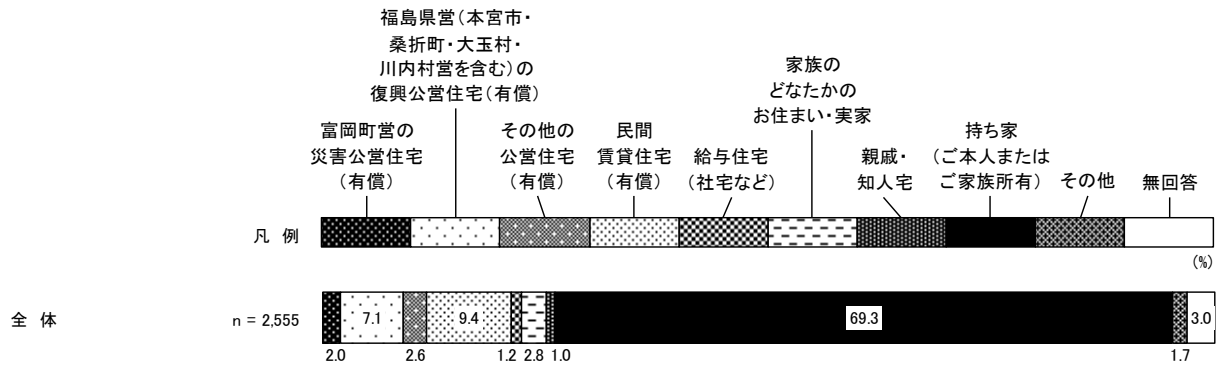 福島県営(本宮市・
桑折町・大玉村・
川内村営を含む)の
復興公営住宅(有償)
家族の
どなたかの
お住まい・実家
富岡町営の
災害公営住宅
(有償)
その他の
公営住宅
(有償)
民間
賃貸住宅
(有償)
給与住宅
(社宅など)
親戚・
知人宅
持ち家
(ご本人または
ご家族所有)
その他
無回答
凡 例
(%)
全 体
n = 2,555
7.1
9.4
69.3
3.0
2.0
2.6
1.2
2.8
1.0
1.7